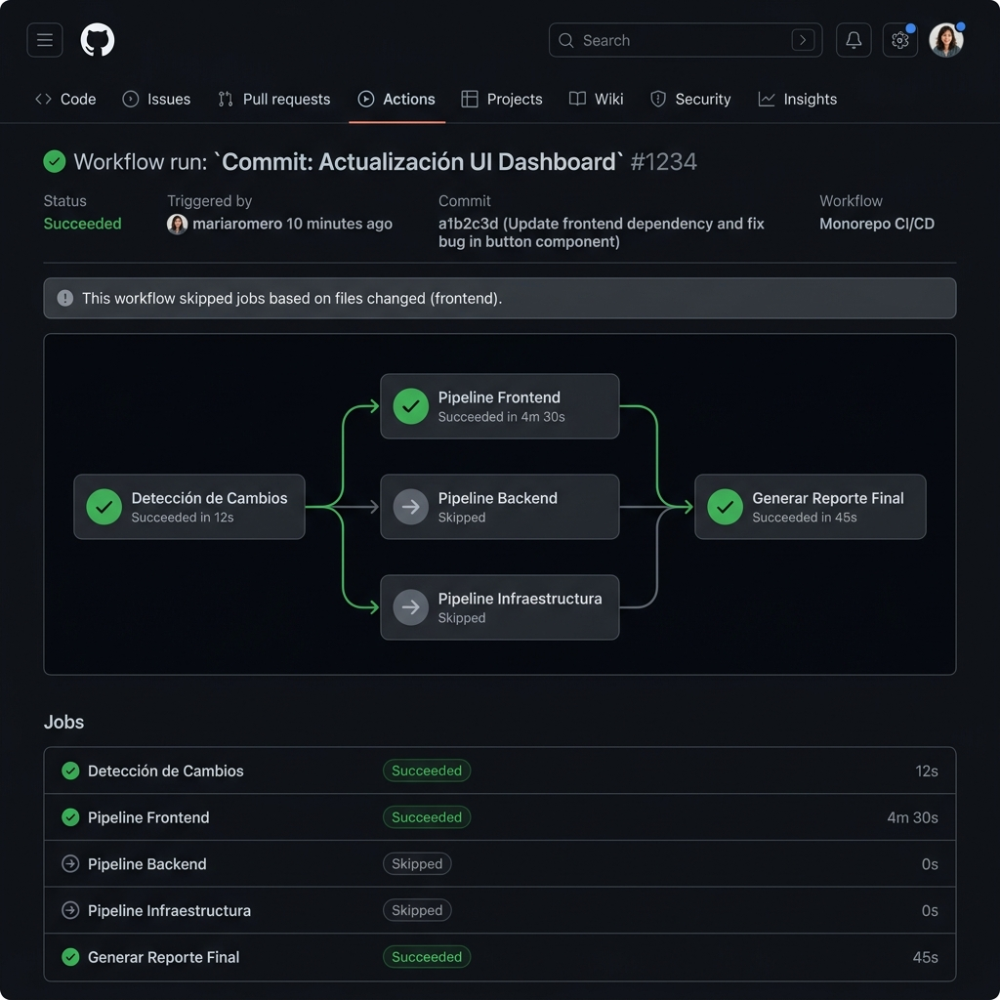 Search
Code
Issues
Pull requests
Actions
Projects
Wiki
Security
Insights
Workflow run: `Commit: Actualización UI Dashboard` #1234
Status
Succeeded
Triggered by
mariaromero 10 minutes ago
Commit
a1b2c3d (Update frontend dependency and fix
bug in button component)
Workflow
Monorepo CI/CD
This workflow skipped jobs based on files changed (frontend).
Detección de Cambios
Succeeded in 12s
Pipeline Frontend
Succeeded in 4m 30s
Pipeline Backend
Skipped
Pipeline Infraestructura
Skipped
Generar Reporte Final
Succeeded in 45s
Jobs
Detección de Cambios Succeeded 12s
Pipeline Frontend Succeeded 4m 30s
Pipeline Backend Skipped 0s
Pipeline Infraestructura Skipped 0s
Generar Reporte Final Succeeded 45s